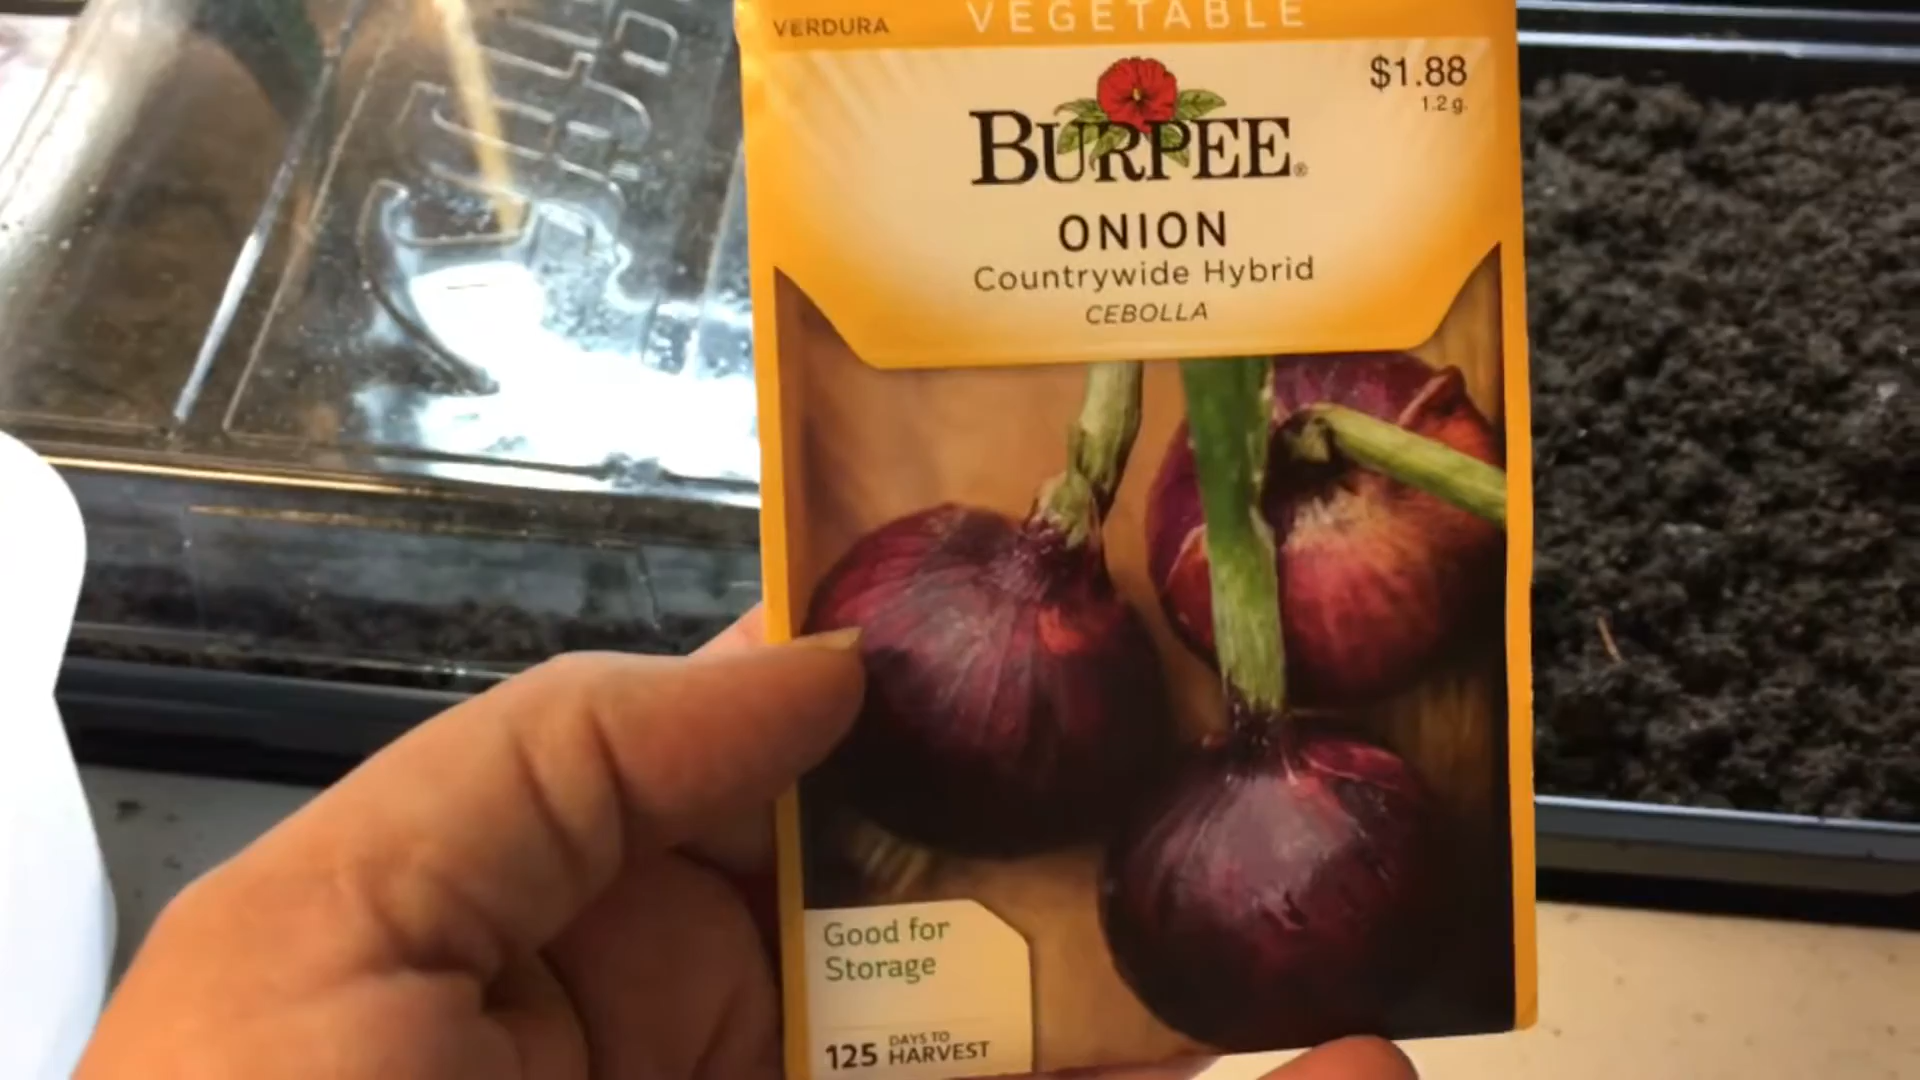 VERDURA
VEGETABLE
$1.88
1.2 g.
BURPEE®
ONION
Countrywide Hybrid
CEBOLLA
Good for
Storage
125 DAYS TO
HARVEST